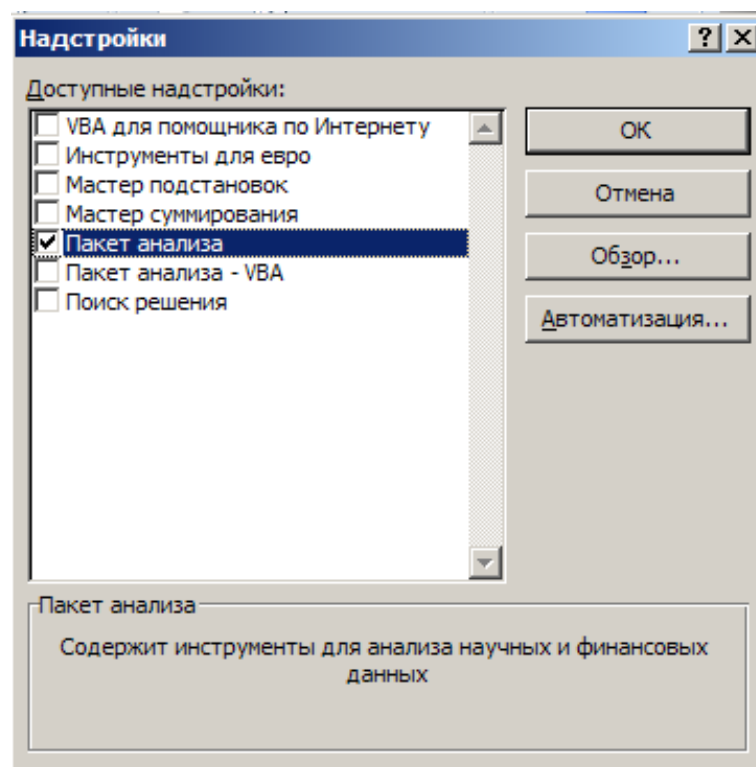 Надстройки
Доступные надстройки:
VBA для помощника по Интернету
Инструменты для евро
Мастер подстановок
Мастер суммирования
Пакет анализа
Пакет анализа - VBA
Поиск решения
ОК
Отмена
Обзор...
Автоматизация...
Пакет анализа
Содержит инструменты для анализа научных и финансовых
данных